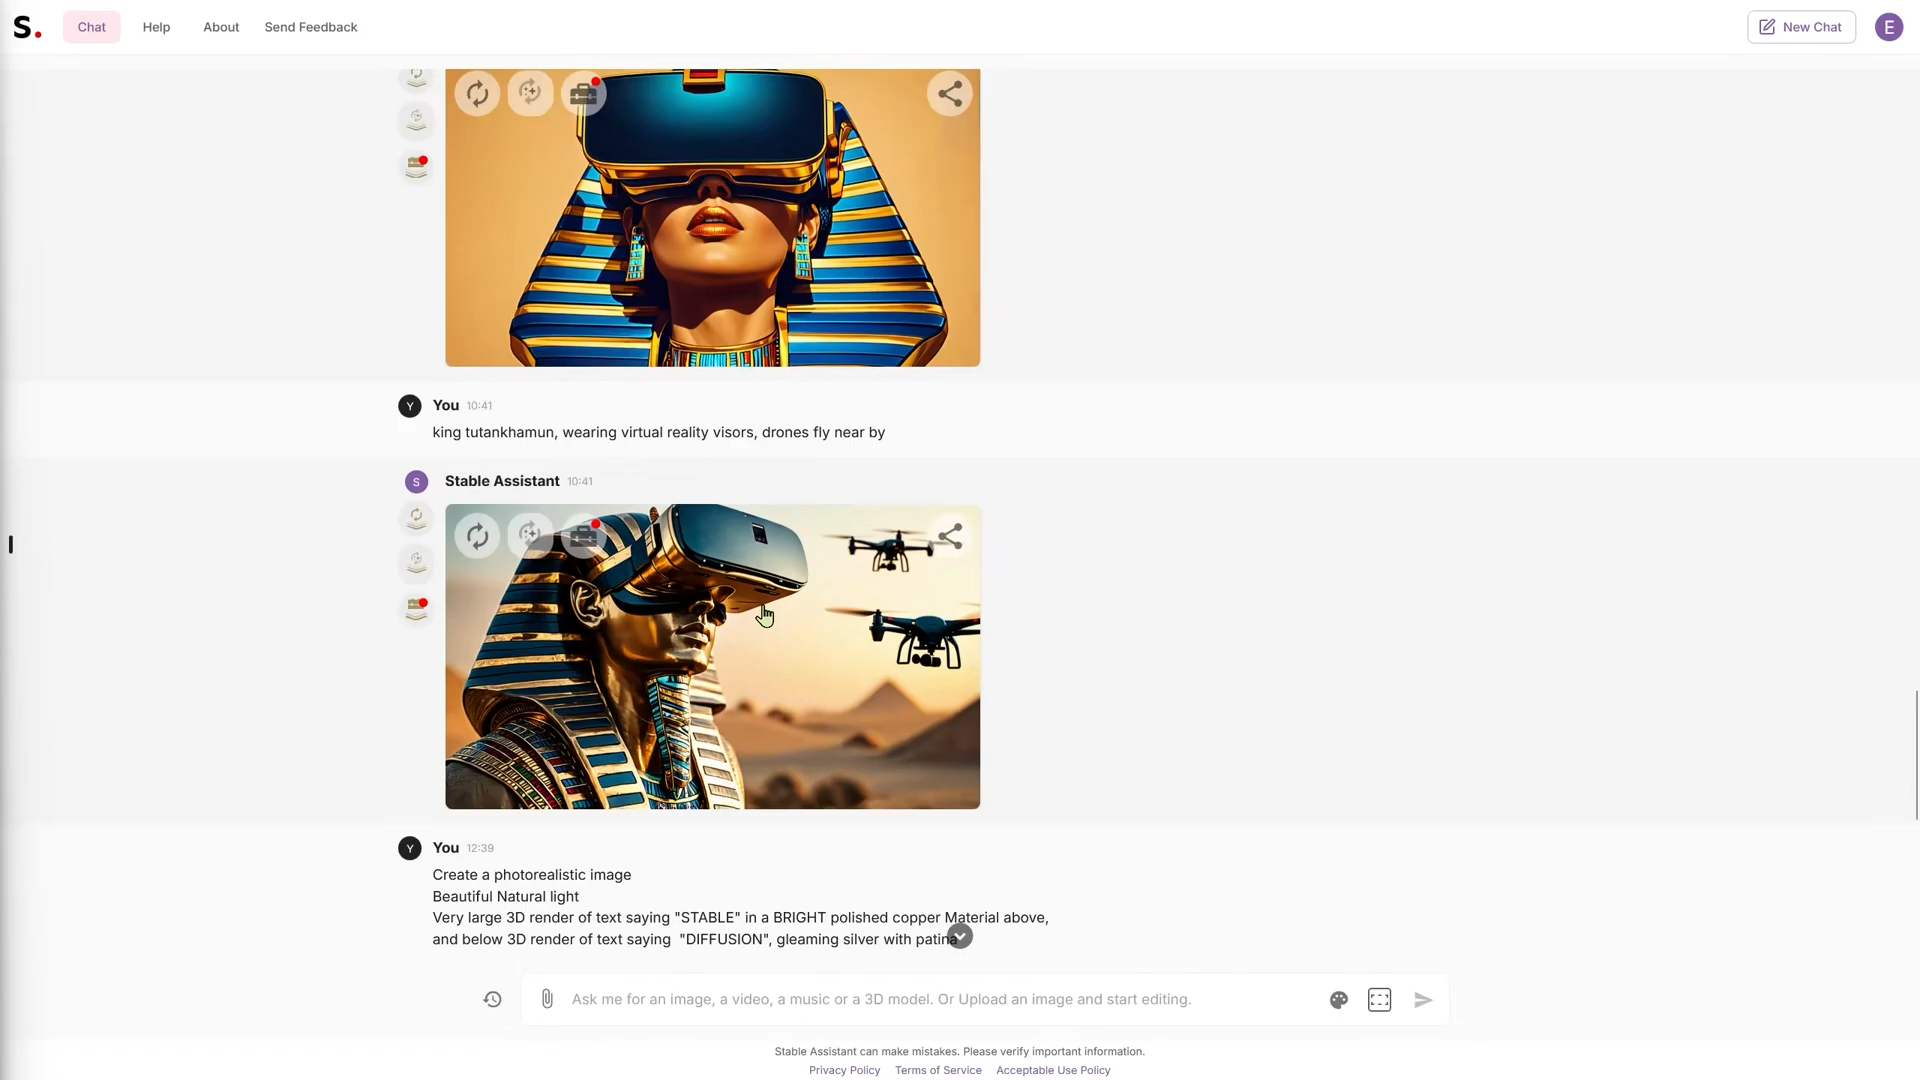 S.
Chat
Help
About
Send Feedback
New Chat
E
Y
You 10:41
king tutankhamun, wearing virtual reality visors, drones fly near by
S
Stable Assistant 10:41
Y
You 12:39
Create a photorealistic image
Beautiful Natural light
Very large 3D render of text saying "STABLE" in a BRIGHT polished copper Material above,
and below 3D render of text saying "DIFFUSION", gleaming silver with patina
Ask me for an image, a video, a music or a 3D model. Or Upload an image and start editing.
Stable Assistant can make mistakes. Please verify important information.
Privacy Policy Terms of Service Acceptable Use Policy